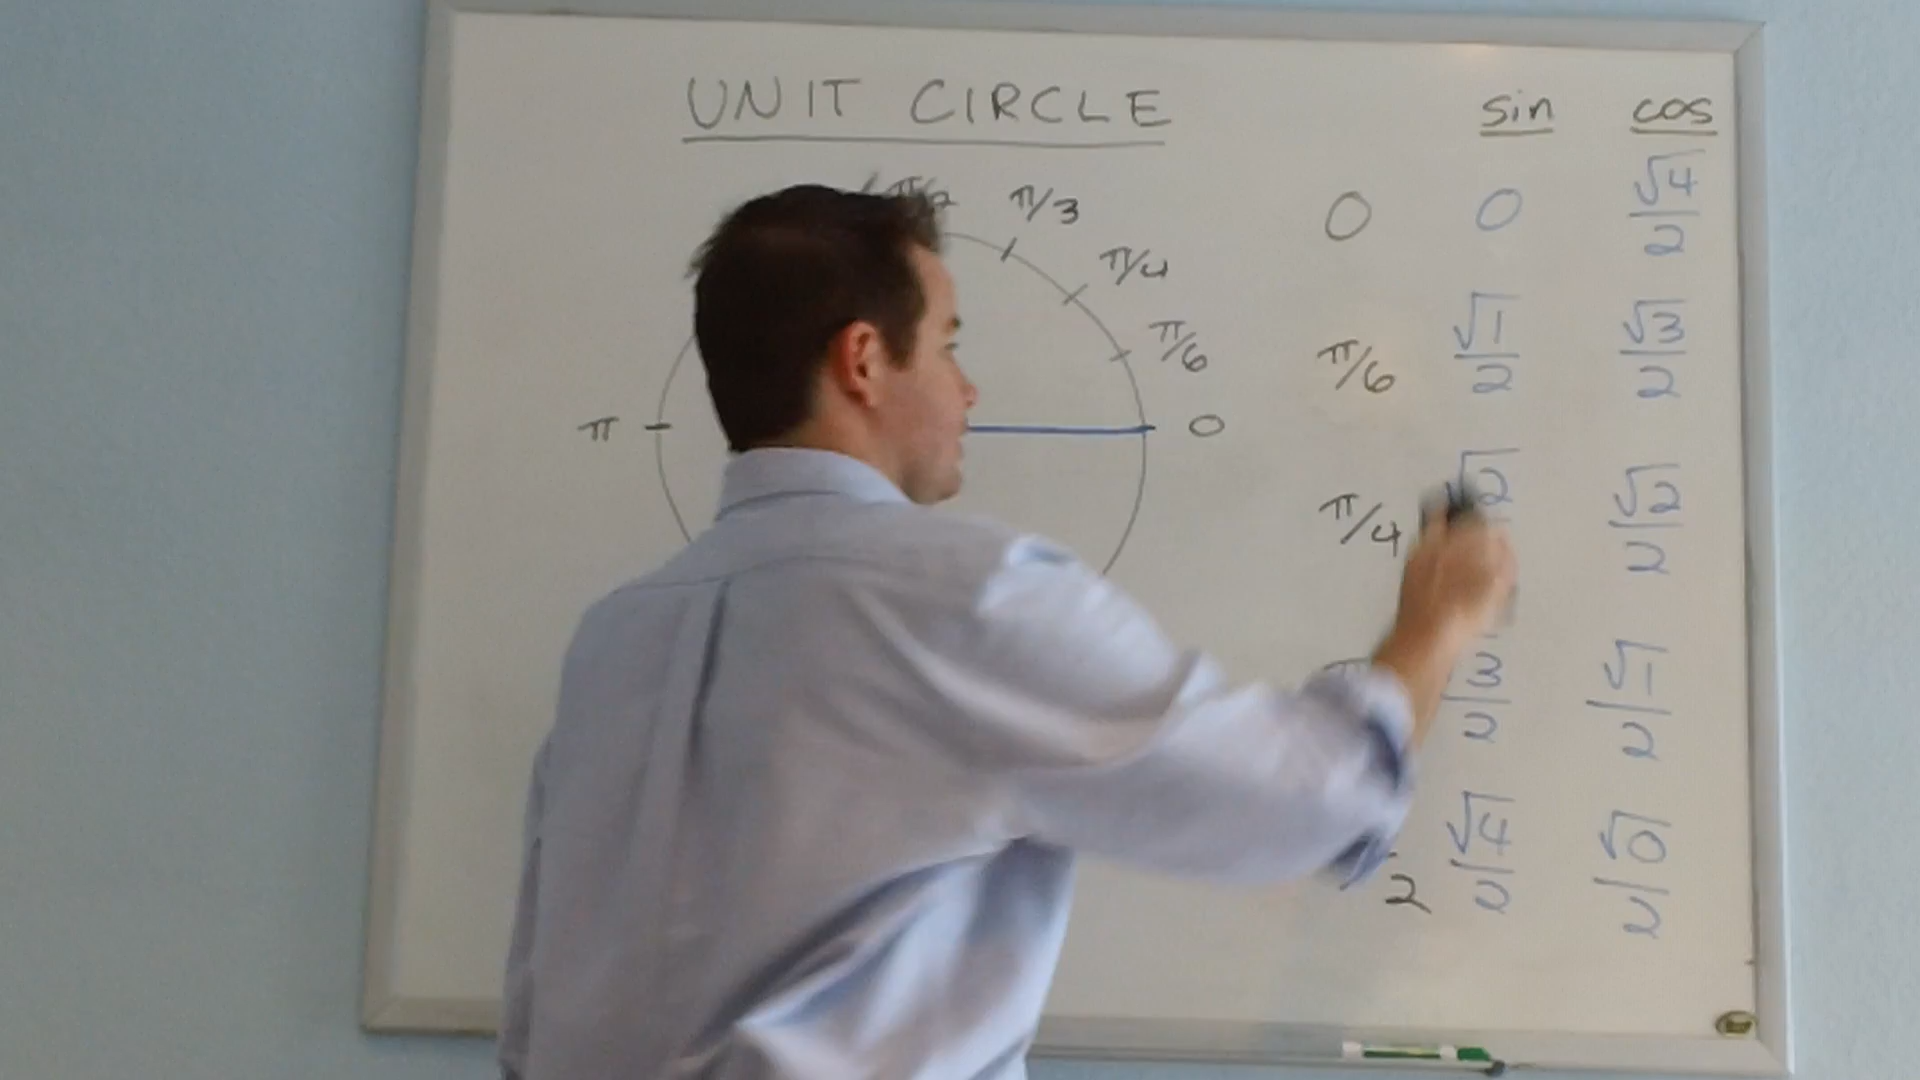 UNIT CIRCLE
sin cos
π/2 π/3 0 0 √4/2
π/4
π/6 π/6 √1/2 √3/2
π 0
π/4 √2 √2/2
√3/2 √1/2
2 √4/2 √0/2